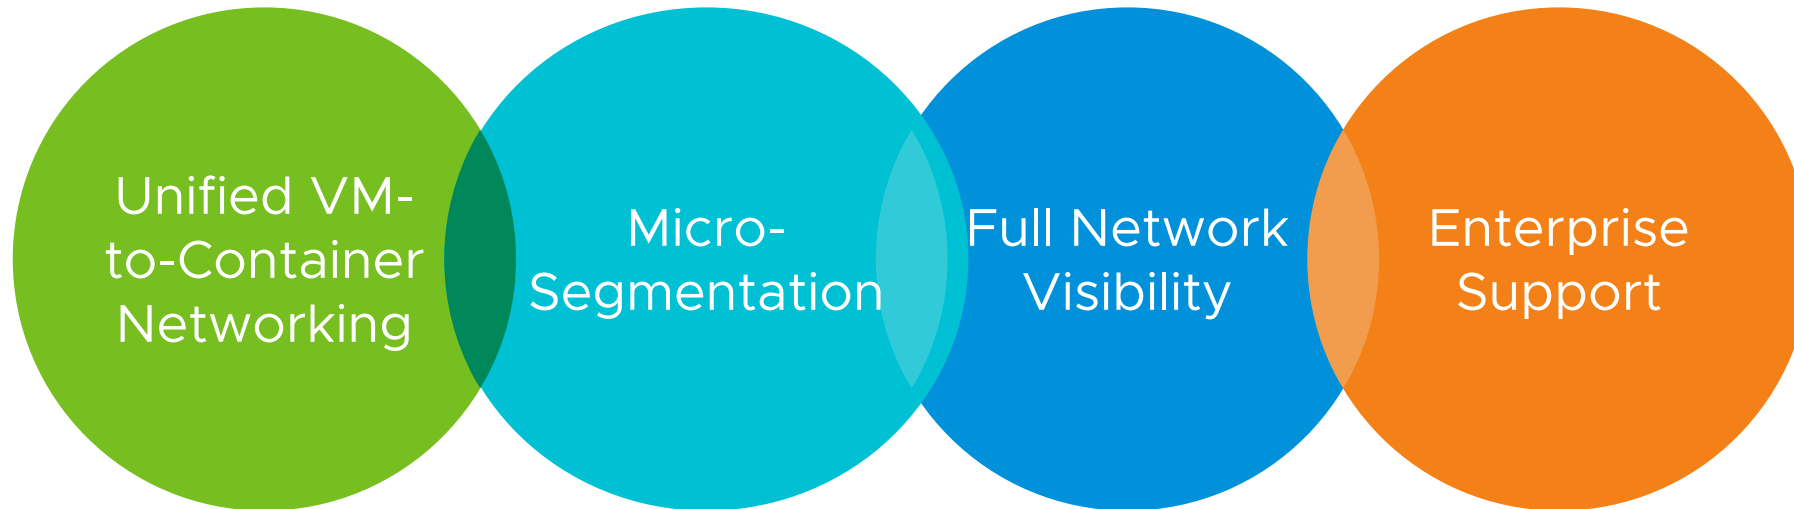 Unified VM-
to-Container
Networking
Micro-
Segmentation
Full Network
Visibility
Enterprise
Support